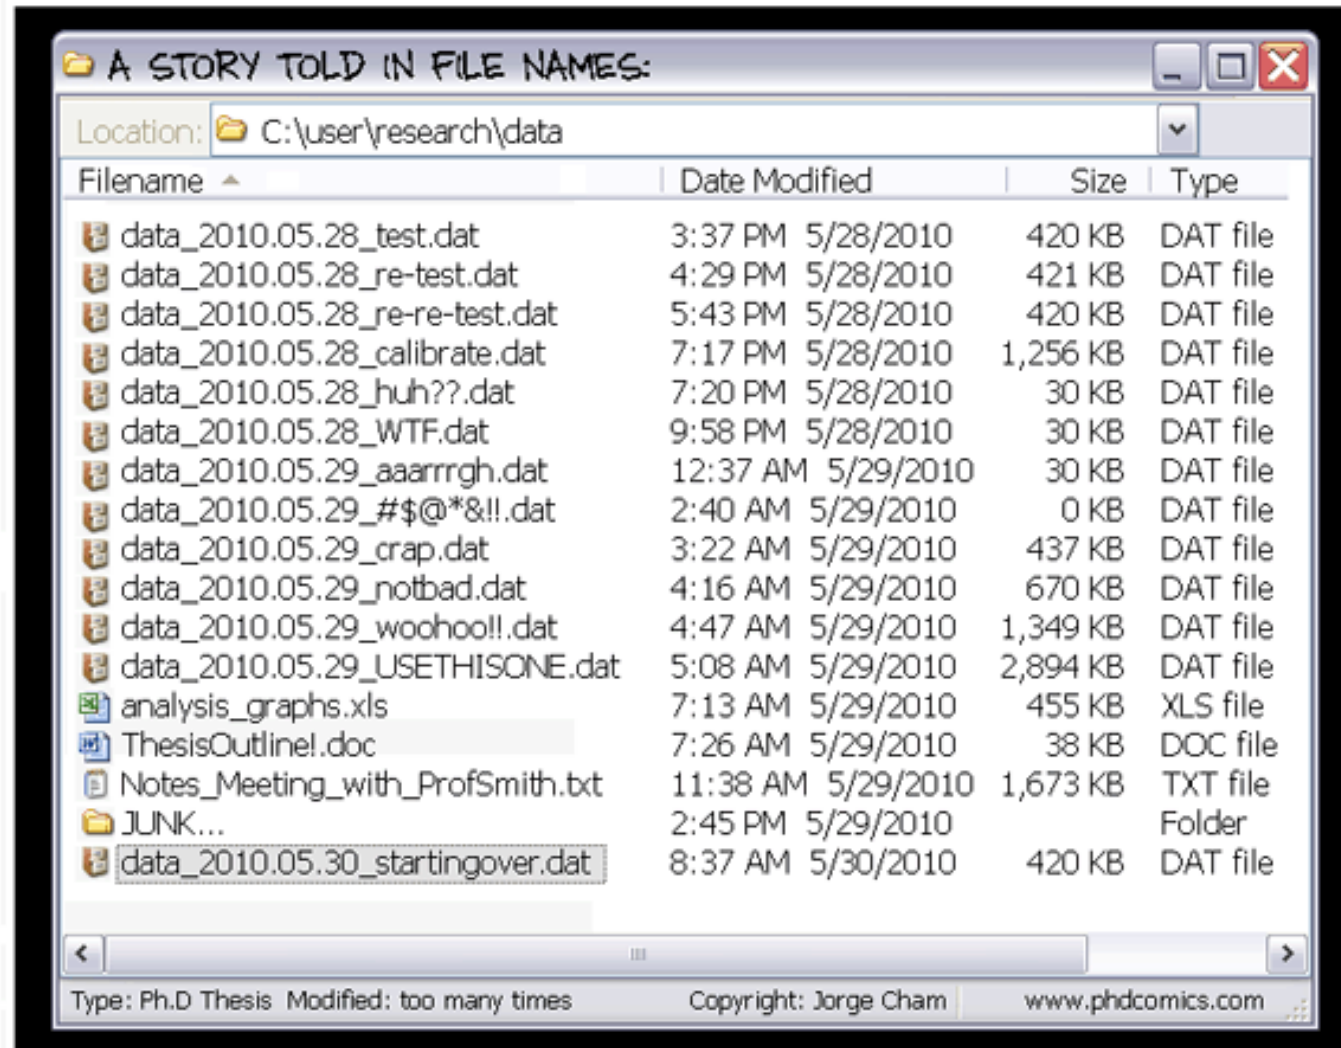 A STORY TOLD IN FILE NAMES:
Location: C:\user\research\data
Filename Date Modified Size Type
data_2010.05.28_test.dat 3:37 PM 5/28/2010 420 KB DAT file
data_2010.05.28_re-test.dat 4:29 PM 5/28/2010 421 KB DAT file
data_2010.05.28_re-re-test.dat 5:43 PM 5/28/2010 420 KB DAT file
data_2010.05.28_calibrate.dat 7:17 PM 5/28/2010 1,256 KB DAT file
data_2010.05.28_huh??.dat 7:20 PM 5/28/2010 30 KB DAT file
data_2010.05.28_WTF.dat 9:58 PM 5/28/2010 30 KB DAT file
data_2010.05.29_aaarrrgh.dat 12:37 AM 5/29/2010 30 KB DAT file
data_2010.05.29_#$@*&!!.dat 2:40 AM 5/29/2010 0 KB DAT file
data_2010.05.29_crap.dat 3:22 AM 5/29/2010 437 KB DAT file
data_2010.05.29_notbad.dat 4:16 AM 5/29/2010 670 KB DAT file
data_2010.05.29_woohoo!!.dat 4:47 AM 5/29/2010 1,349 KB DAT file
data_2010.05.29_USETHISONE.dat 5:08 AM 5/29/2010 2,894 KB DAT file
analysis_graphs.xls 7:13 AM 5/29/2010 455 KB XLS file
ThesisOutline!.doc 7:26 AM 5/29/2010 38 KB DOC file
Notes_Meeting_with_ProfSmith.txt 11:38 AM 5/29/2010 1,673 KB TXT file
JUNK... 2:45 PM 5/29/2010 Folder
data_2010.05.30_startingover.dat 8:37 AM 5/30/2010 420 KB DAT file
Type: Ph.D Thesis Modified: too many times Copyright: Jorge Cham www.phdcomics.com